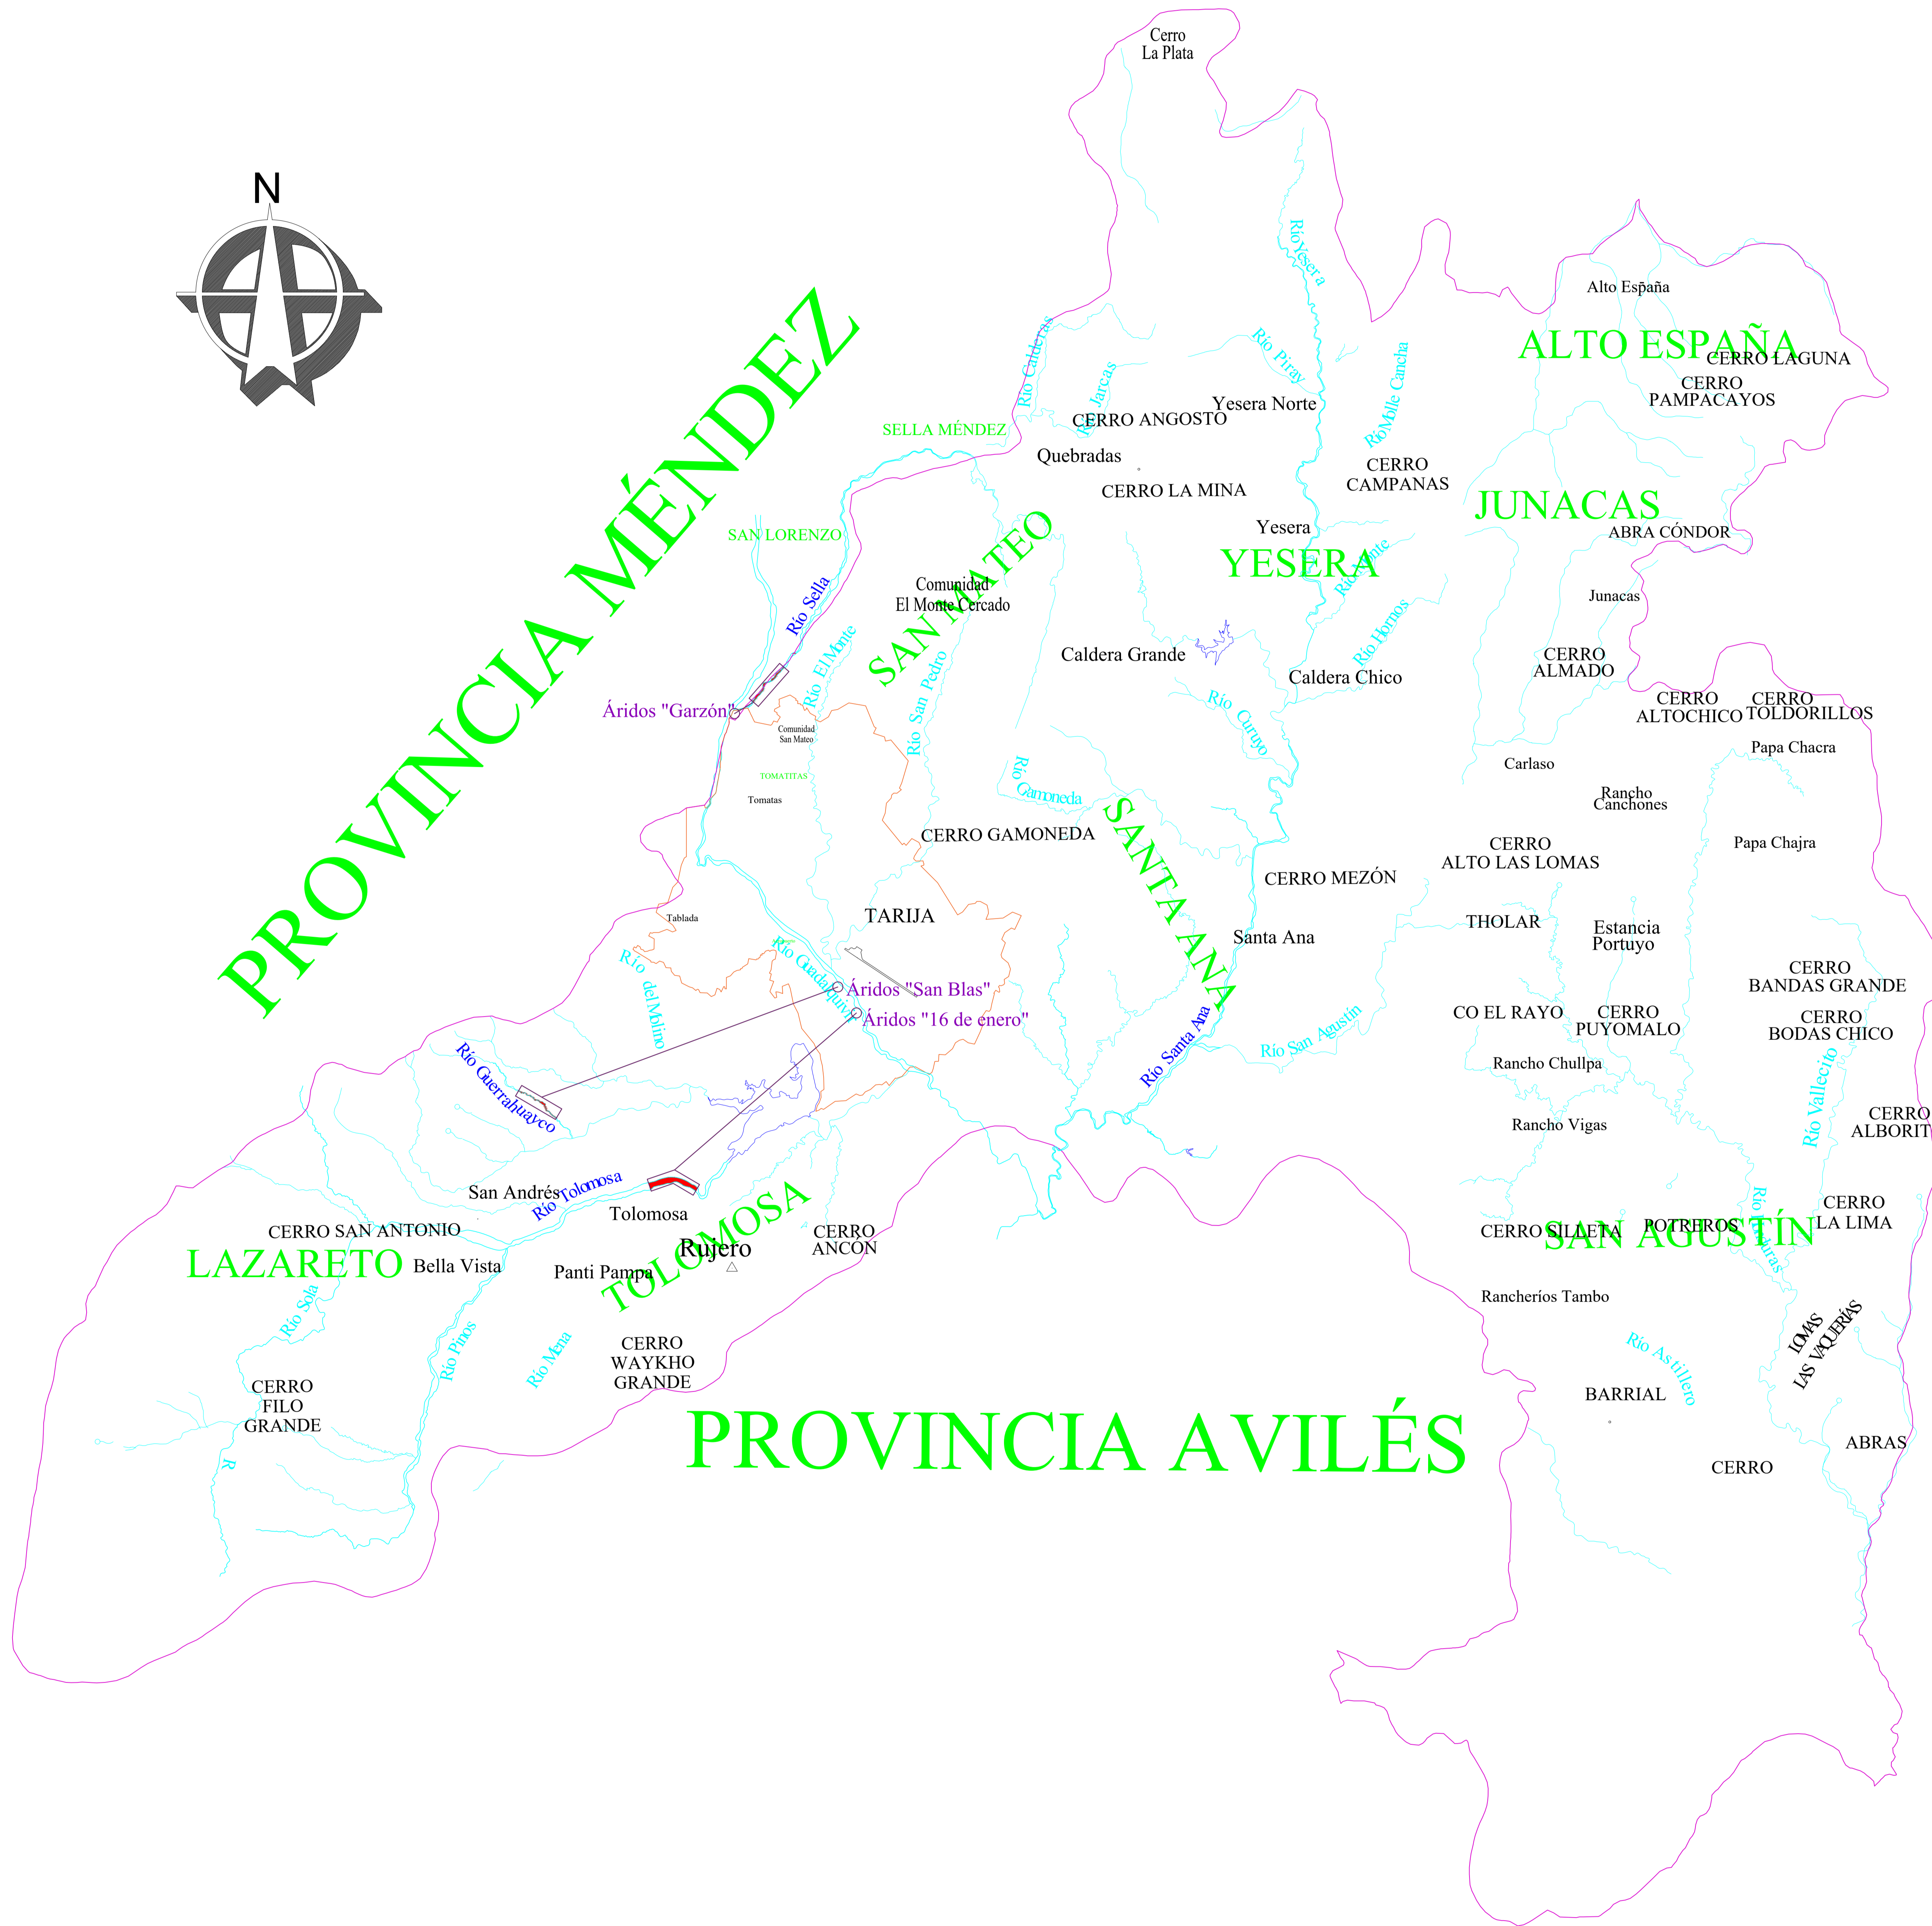 Cerro
La Plata
N
Río Yesera
Alto España
ALTO ESPAÑA
CERRO LAGUNA
CERRO
PAMPACAYOS
Río Calderas
Río Piray
Río Molle Cancha
Río Jarcas
Yesera Norte
CERRO ANGOSTO
SELLA MÉNDEZ
Quebradas
CERRO
CAMPANAS
CERRO LA MINA
PROVINCIA MÉNDEZ
JUNACAS
ABRA CÓNDOR
SAN LORENZO
Yesera
YESERA
SAN MATEO
Río Sella
Comunidad
El Monte Cercado
Río Monte
Junacas
Río Hornos
Río El Monte
Río San Pedro
Caldera Grande
Caldera Chico
CERRO
ALMADO
CERRO
ALTOCHICO
CERRO
TOLDORILLOS
Áridos "Garzón"
Río Curuyo
Comunidad
San Mateo
Papa Chacra
Carlaso
TOMATITAS
Río Gamoneda
Tomatas
Rancho
Canchones
CERRO GAMONEDA
SANTA ANA
CERRO
ALTO LAS LOMAS
Papa Chajra
CERRO MEZÓN
Tablada
TARIJA
THOLAR
Estancia
Portuyo
Santa Ana
Río Guadalquivir
Río del Molino
CERRO
BANDAS GRANDE
Áridos "San Blas"
Áridos "16 de enero"
Río Santa Ana
Río San Agustín
CO EL RAYO
CERRO
PUYOMALO
CERRO
BODAS CHICO
Río Guerrahuayco
Rancho Chullpa
Río Vallecito
Rancho Vigas
CERRO
ALBORIT
San Andrés
Río Tolomosa
Tolomosa
TOLOMOSA
CERRO SAN ANTONIO
CERRO
ANCÓN
Rujero
LAZARETO
Bella Vista
Panti Pampa
CERRO SILLETA
SAN AGUSTÍN
POTREROS
CERRO
LA LIMA
Rancheríos Tambo
Río Sola
Río Pinos
Río Mena
CERRO
WAYKHO
GRANDE
LOMAS
LAS VAQUERÍAS
Río Astillero
CERRO
FILO
GRANDE
BARRIAL
PROVINCIA AVILÉS
ABRAS
R
CERRO